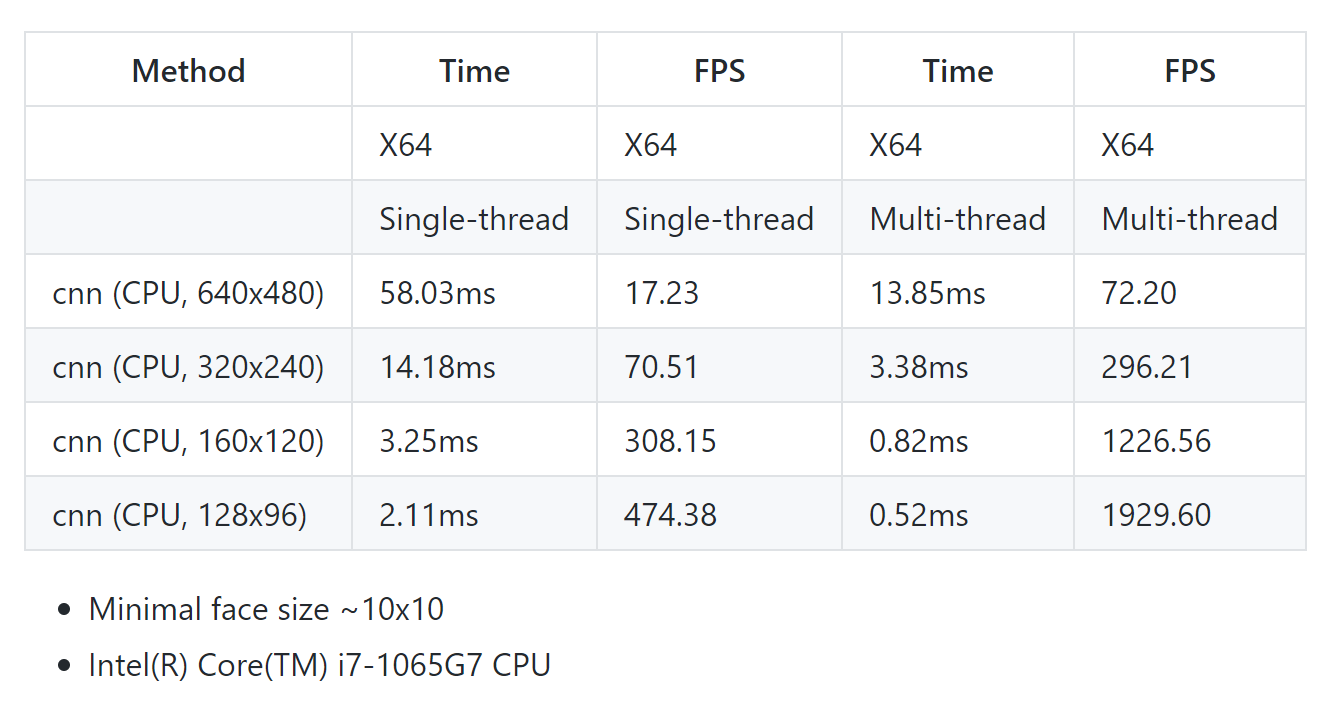 Method Time FPS Time FPS
X64 X64 X64 X64
Single-thread Single-thread Multi-thread Multi-thread
cnn (CPU, 640x480) 58.03ms 17.23 13.85ms 72.20
cnn (CPU, 320x240) 14.18ms 70.51 3.38ms 296.21
cnn (CPU, 160x120) 3.25ms 308.15 0.82ms 1226.56
cnn (CPU, 128x96) 2.11ms 474.38 0.52ms 1929.60
• Minimal face size ~10x10
• Intel(R) Core(TM) i7-1065G7 CPU